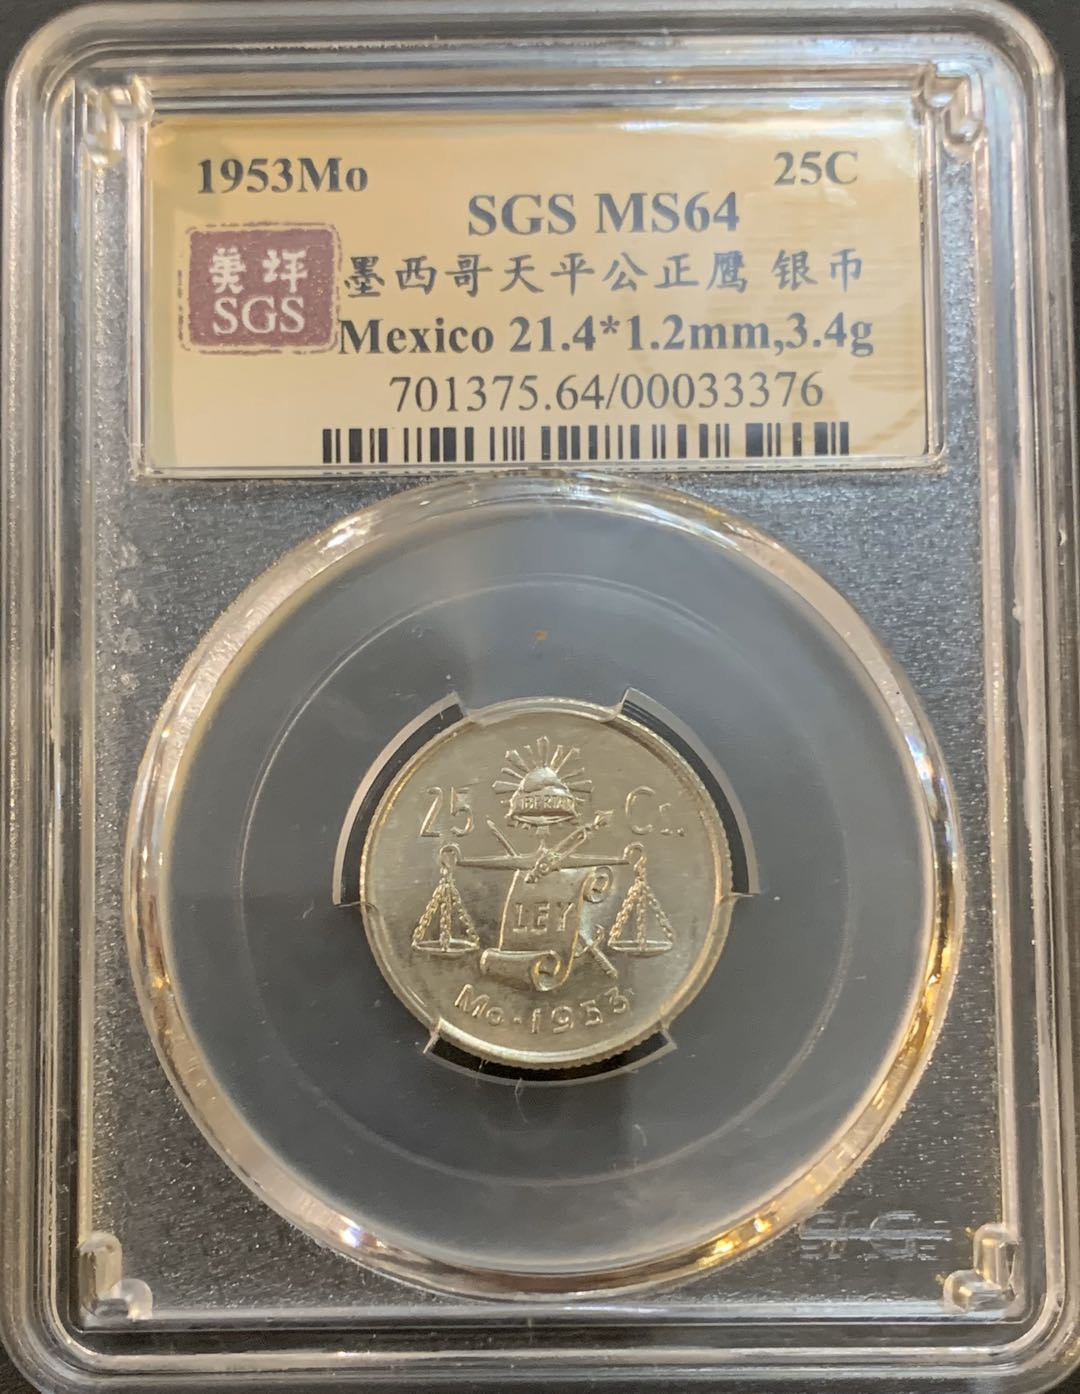 1953Mo 25C
SGS MS64
美评 墨西哥天平公正鹰 银币
SGS
Mexico 21.4*1.2mm,3.4g
701375.64/00033376
LIBERTAD
25 Cs.
LEY
Mo·1953